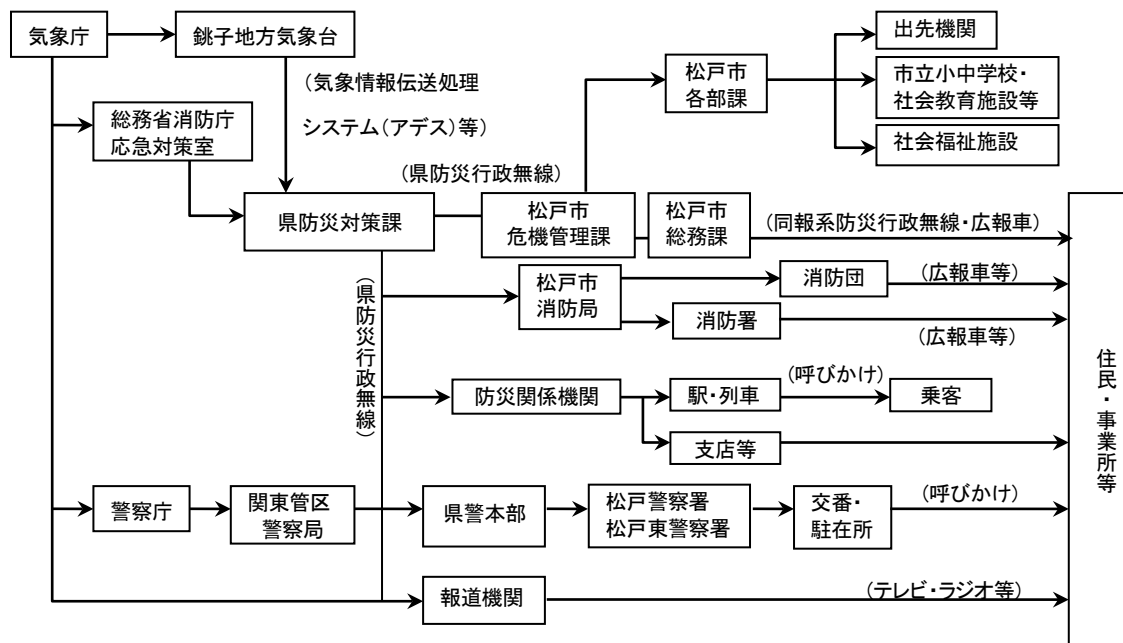 気象庁
銚子地方気象台
出先機関
(気象情報伝送処理
システム(アデス)等)
松戸市
各部課
市立小中学校・
社会教育施設等
総務省消防庁
応急対策室
社会福祉施設
(県防災行政無線)
県防災対策課
松戸市
危機管理課
松戸市
総務課
(同報系防災行政無線・広報車)
(県防災行政無線)
松戸市
消防局
消防団
(広報車等)
消防署
(広報車等)
住民・事業所等
防災関係機関
駅・列車
(呼びかけ)
乗客
支店等
警察庁
関東管区
警察局
県警本部
松戸警察署
松戸東警察署
交番・
駐在所
(呼びかけ)
報道機関
(テレビ・ラジオ等)